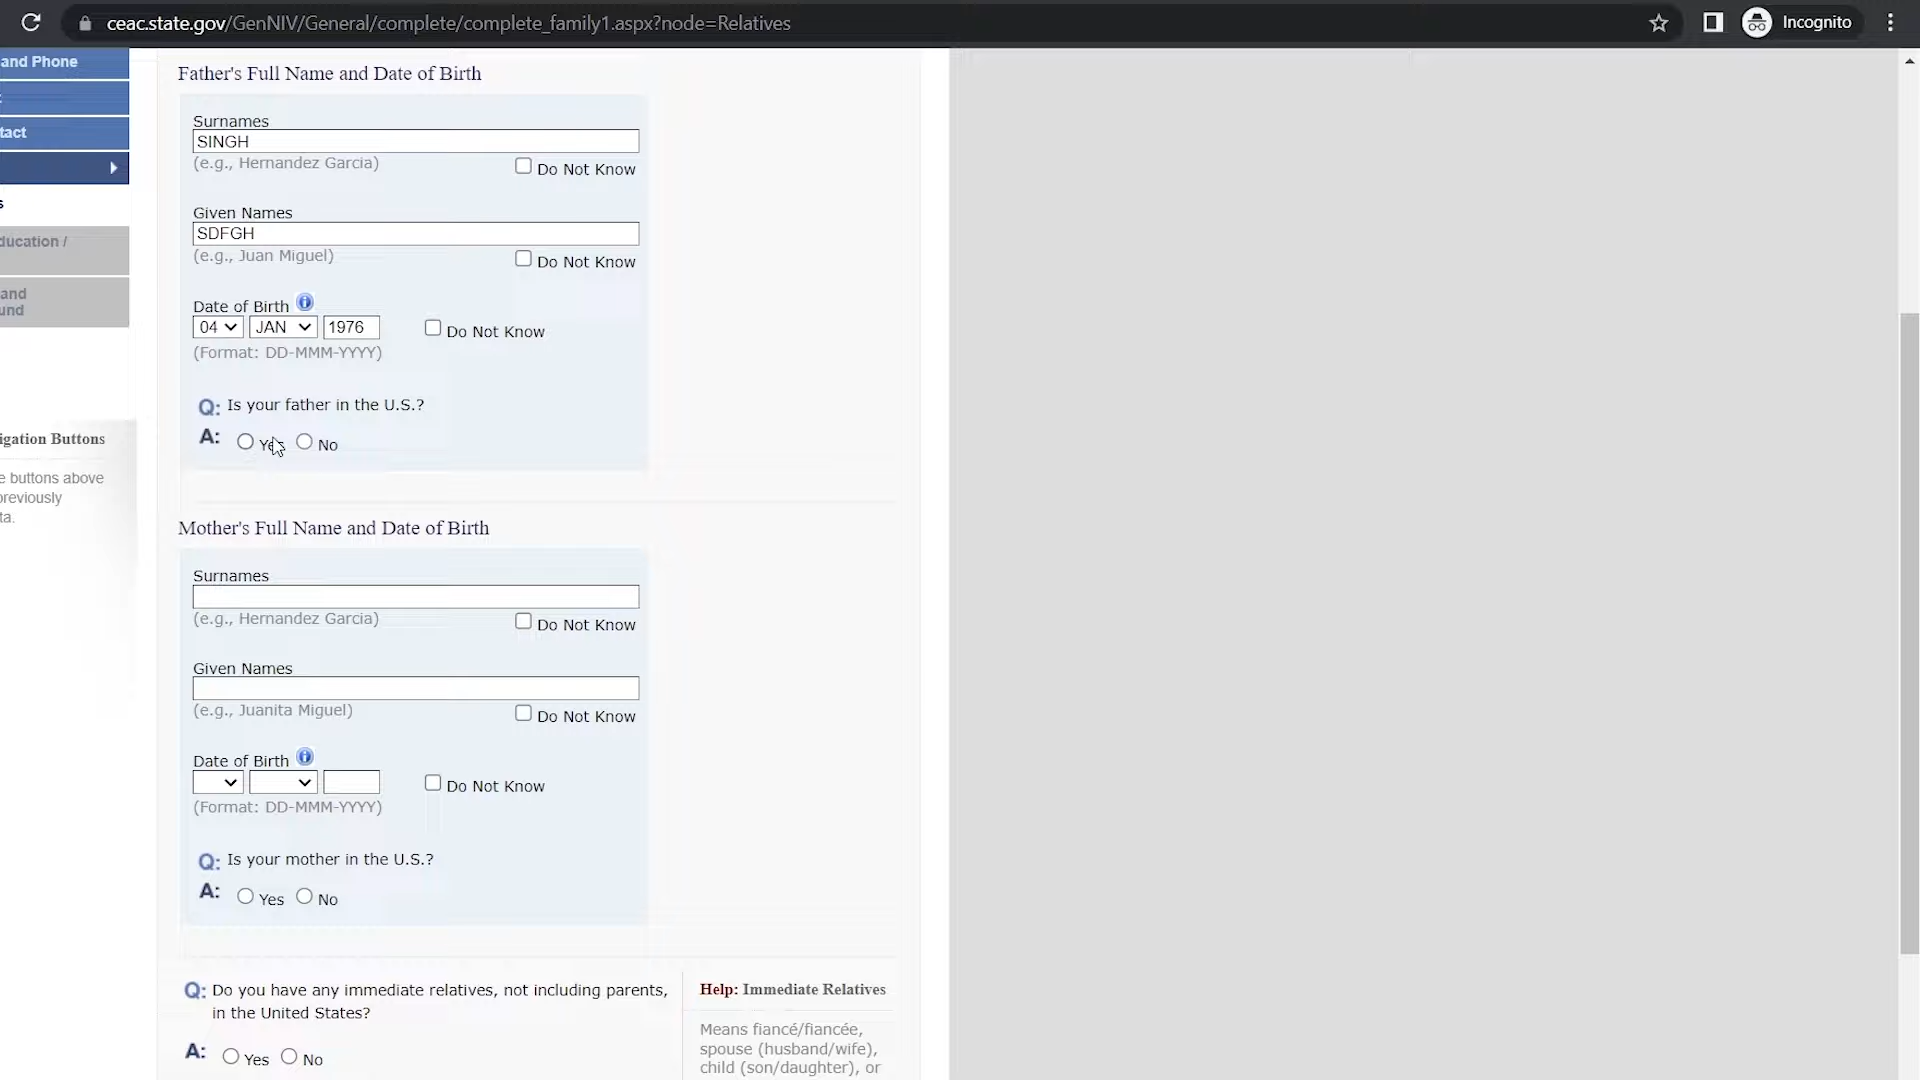 ceac.state.gov/GenNIV/General/complete/complete_family1.aspx?node=Relatives
Incognito
and Phone
tact
s
ducation /
and
und
igation Buttons
e buttons above
previously
ta.
Father's Full Name and Date of Birth
Surnames
SINGH
(e.g., Hernandez Garcia)
Do Not Know
Given Names
SDFGH
(e.g., Juan Miguel)
Do Not Know
Date of Birth
04 JAN 1976
Do Not Know
(Format: DD-MMM-YYYY)
Q: Is your father in the U.S.?
A: Yes No
Mother's Full Name and Date of Birth
Surnames
(e.g., Hernandez Garcia)
Do Not Know
Given Names
(e.g., Juanita Miguel)
Do Not Know
Date of Birth
Do Not Know
(Format: DD-MMM-YYYY)
Q: Is your mother in the U.S.?
A: Yes No
Q: Do you have any immediate relatives, not including parents,
in the United States?
A: Yes No
Help: Immediate Relatives
Means fiancé/fiancée,
spouse (husband/wife),
child (son/daughter), or